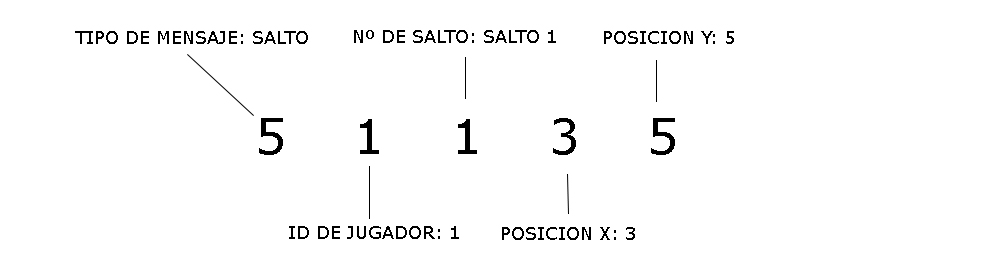 TIPO DE MENSAJE: SALTO Nº DE SALTO: SALTO 1 POSICION Y: 5
5 1 1 3 5
ID DE JUGADOR: 1 POSICION X: 3